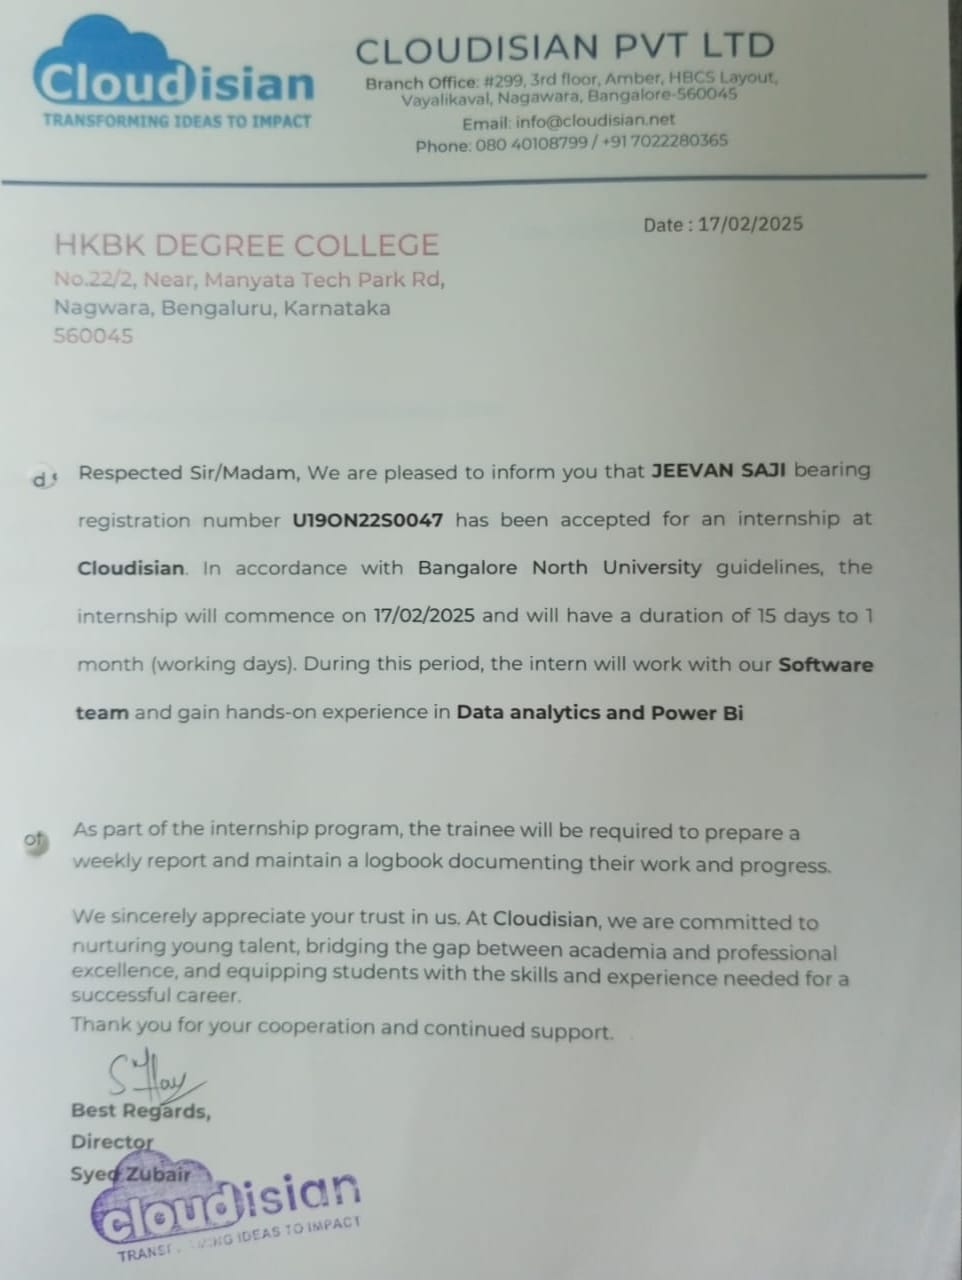 Cloudisian
TRANSFORMING IDEAS TO IMPACT
CLOUDISIAN PVT LTD
Branch Office: #299, 3rd floor, Amber, HBCS Layout,
Vayalikaval, Nagawara, Bangalore-560045
Email: info@cloudisian.net
Phone: 080 40108799 / +91 7022280365
Date : 17/02/2025
HKBK DEGREE COLLEGE
No.22/2, Near, Manyata Tech Park Rd,
Nagwara, Bengaluru, Karnataka
560045
Respected Sir/Madam, We are pleased to inform you that JEEVAN SAJI bearing
registration number U19ON22S0047 has been accepted for an internship at
Cloudisian. In accordance with Bangalore North University guidelines, the
internship will commence on 17/02/2025 and will have a duration of 15 days to 1
month (working days). During this period, the intern will work with our Software
team and gain hands-on experience in Data analytics and Power Bi
of
As part of the internship program, the trainee will be required to prepare a
weekly report and maintain a logbook documenting their work and progress.
We sincerely appreciate your trust in us. At Cloudisian, we are committed to
nurturing young talent, bridging the gap between academia and professional
excellence, and equipping students with the skills and experience needed for a
successful career.
Thank you for your cooperation and continued support.
Best Regards,
Director
Syed Zubair
cloudisian
IDEAS TO IMPACT